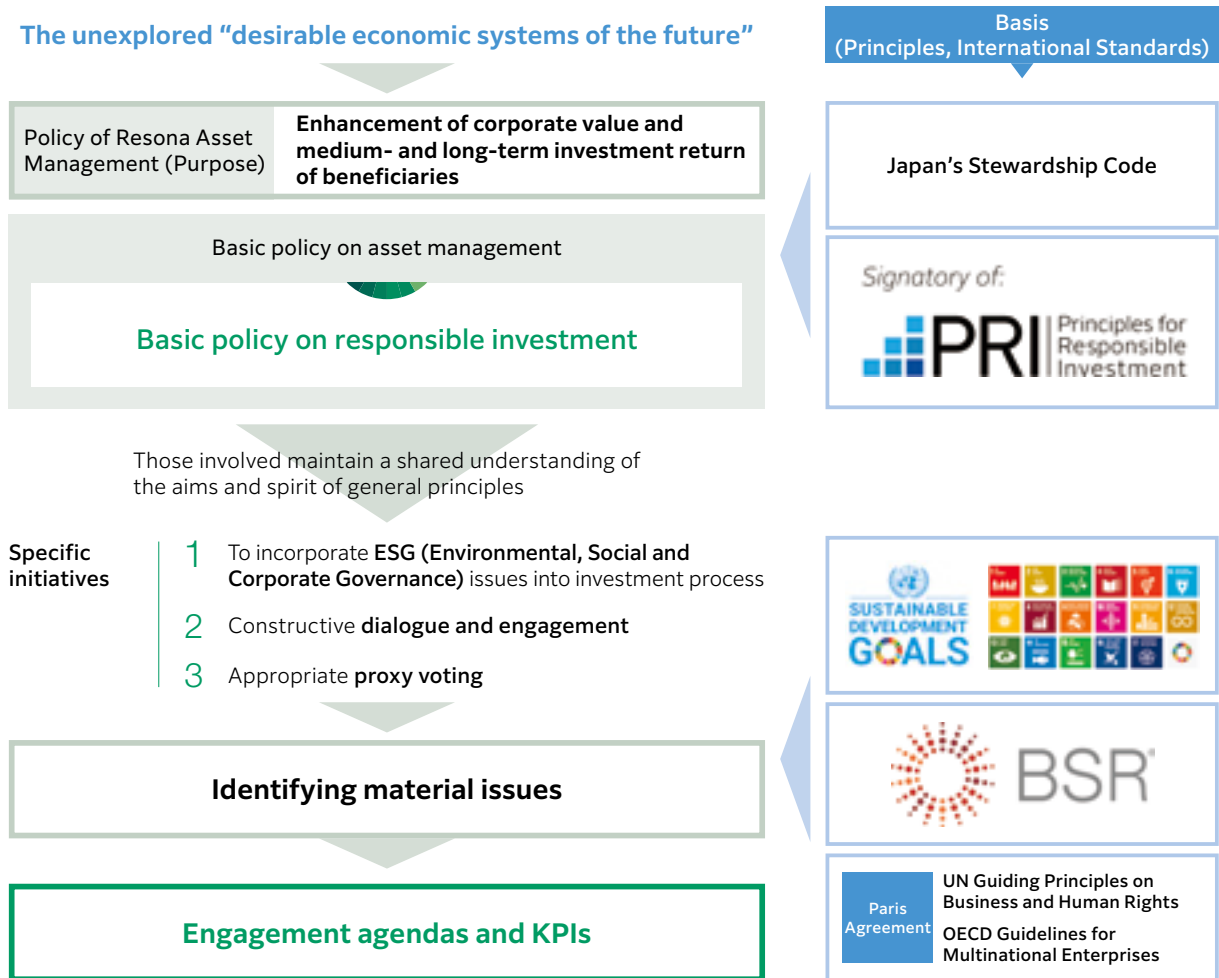 The unexplored “desirable economic systems of the future”
Basis
(Principles, International Standards)
Policy of Resona Asset
Management (Purpose)
Enhancement of corporate value and
medium- and long-term investment return
of beneficiaries
Japan’s Stewardship Code
Basic policy on asset management
Basic policy on responsible investment
Signatory of:
PRI
Principles for
Responsible
Investment
Those involved maintain a shared understanding of
the aims and spirit of general principles
Specific
initiatives
1 To incorporate ESG (Environmental, Social and
Corporate Governance) issues into investment process
2 Constructive dialogue and engagement
3 Appropriate proxy voting
SUSTAINABLE
DEVELOPMENT
GOALS
Identifying material issues
BSR
Engagement agendas and KPIs
Paris
Agreement
UN Guiding Principles on
Business and Human Rights
OECD Guidelines for
Multinational Enterprises